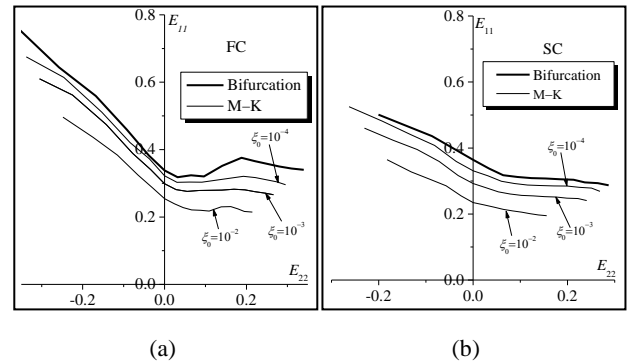 0.8
E₁₁
FC
Bifurcation
M–K
0.6
0.4
0.2
0.0
ξ₀=10⁻⁴
ξ₀=10⁻³
ξ₀=10⁻²
E₂₂
-0.2
0.0
0.2
(a)
0.8
E₁₁
SC
Bifurcation
M–K
0.6
0.4
0.2
0.0
ξ₀=10⁻⁴
ξ₀=10⁻³
ξ₀=10⁻²
E₂₂
-0.2
0.0
0.2
(b)